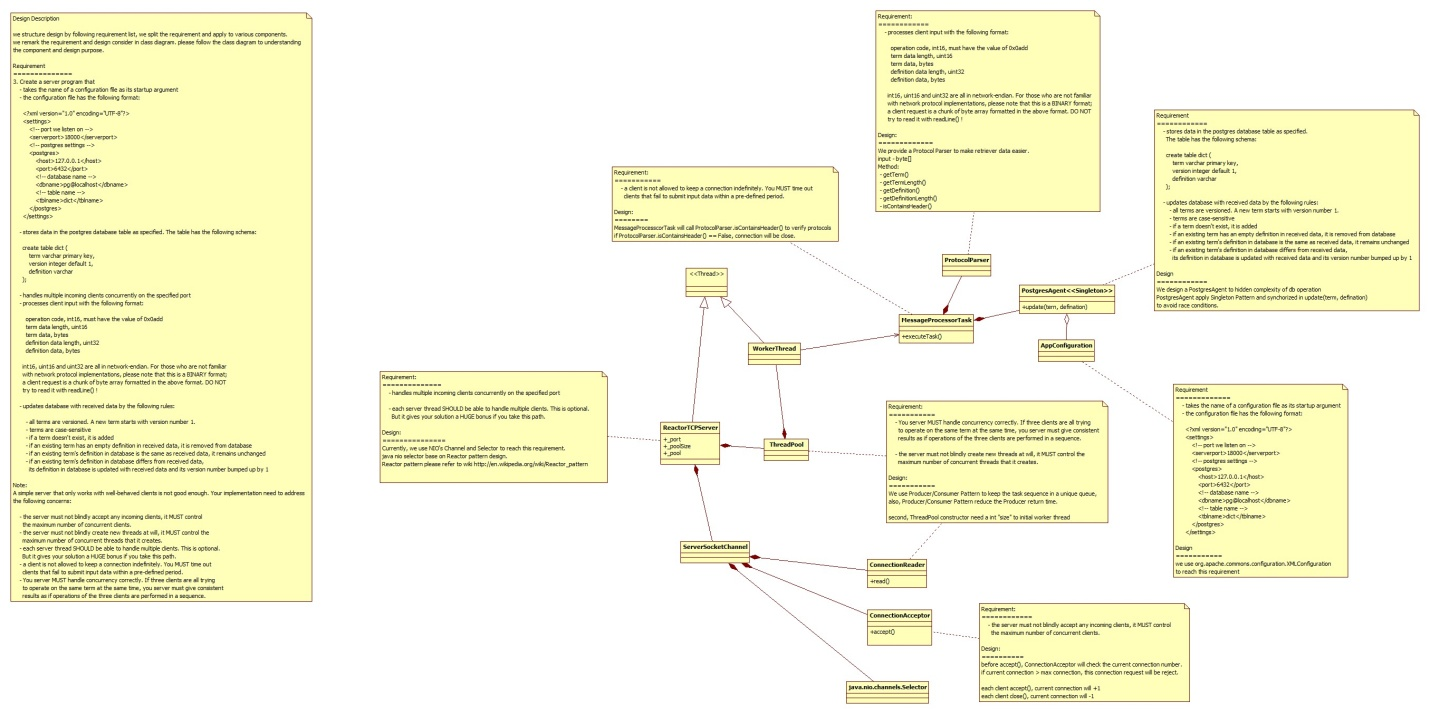 Design Description
we structure design by following requirement list, we split the requirement and apply to various components.
we remark the requirement and design consider in class diagram. please follow the class diagram to understanding
the component and design purpose.
Requirement
==============
3. Create a server program that
- takes the name of a configuration file as its startup argument
- the configuration file has the following format:
<?xml version="1.0" encoding="UTF-8"?>
<settings>
<!-- port we listen on -->
<serverport>18000</serverport>
<!-- postgres settings -->
<postgres>
<host>127.0.0.1</host>
<port>6432</port>
<!-- database name -->
<dbname>pg@localhost</dbname>
<!-- table name -->
<tblname>dict</tblname>
</postgres>
</settings>
- stores data in the postgres database table as specified. The table has the following schema:
create table dict (
term varchar primary key,
version integer default 1,
definition varchar
);
- handles multiple incoming clients concurrently on the specified port
- processes client input with the following format:
operation code, int16, must have the value of 0x0add
term data length, uint16
term data, bytes
definition data length, uint32
definition data, bytes
int16, uint16 and uint32 are all in network-endian. For those who are not familiar
with network protocol implementations, please note that this is a BINARY format;
a client request is a chunk of byte array formatted in the above format. DO NOT
try to read it with readLine() !
- updates database with received data by the following rules:
- all terms are versioned. A new term starts with version number 1.
- terms are case-sensitive
- if a term doesn't exist, it is added
- if an existing term has an empty definition in received data, it is removed from database
- if an existing term's definition in database is the same as received data, it remains unchanged
- if an existing term's definition in database differs from received data,
its definition in database is updated with received data and its version number bumped up by 1
Note:
A simple server that only works with well-behaved clients is not good enough. Your implementation need to address
the following concerns:
- the server must not blindly accept any incoming clients, it MUST control
the maximum number of concurrent clients.
- the server must not blindly create new threads at will, it MUST control the
maximum number of concurrent threads that it creates.
- each server thread SHOULD be able to handle multiple clients. This is optional.
But it gives your solution a HUGE bonus if you take this path.
- a client is not allowed to keep a connection indefinitely. You MUST time out
clients that fail to submit input data within a pre-defined period.
- You server MUST handle concurrency correctly. If three clients are all trying
to operate on the same term at the same time, you server must give consistent
results as if operations of the three clients are performed in a sequence.
Requirement:
============
- processes client input with the following format:
operation code, int16, must have the value of 0x0add
term data length, uint16
term data, bytes
definition data length, uint32
definition data, bytes
int16, uint16 and uint32 are all in network-endian. For those who are not familiar
with network protocol implementations, please note that this is a BINARY format;
a client request is a chunk of byte array formatted in the above format. DO NOT
try to read it with readLine() !
Design:
=============
We provide a Protocol Parser to make retriever data easier.
input - byte[]
Method:
- getTerm()
- getTermLength()
- getDefinition()
- getDefinitionLength()
- isContainsHeader()
Requirement:
===========
- a client is not allowed to keep a connection indefinitely. You MUST time out
clients that fail to submit input data within a pre-defined period.
Design:
========
MessageProcesscorTask will call ProtcolParser.isContainsHeader() to verify protocols
if ProtcolParser.isContainsHeader() == False, connection will be close.
Requirement
============
- stores data in the postgres database table as specified.
The table has the following schema:
create table dict (
term varchar primary key,
version integer default 1,
definition varchar
);
- updates database with received data by the following rules:
- all terms are versioned. A new term starts with version number 1.
- terms are case-sensitive
- if a term doesn't exist, it is added
- if an existing term has an empty definition in received data, it is removed from database
- if an existing term's definition in database is the same as received data, it remains unchanged
- if an existing term's definition in database differs from received data,
its definition in database is updated with received data and its version number bumped up by 1
Design
===========
We design a PostgresAgent to hidden complexity of db operation
PostgresAgent apply Singleton Pattern and synchorized in update(term, defination)
to avoid race conditions.
<<Thread>>
ProtocolParser
PostgresAgent<<Singleton>>
+update(term, defination)
MessageProcessorTask
+executeTask()
WorkerThread
AppConfiguration
Requirement:
==============
- handles multiple incoming clients concurrently on the specified port
- each server thread SHOULD be able to handle multiple clients. This is optional.
But it gives your solution a HUGE bonus if you take this path.
Design:
===============
Currently, we use NIO's Channel and Selector to reach this requirement.
java nio selector base on Reactor pattern design.
Reactor pattern please refer to wiki http://en.wikipedia.org/wiki/Reactor_pattern
ReactorTCPServer
+_port
+_poolSize
+_pool
ThreadPool
Requirement:
===========
- You server MUST handle concurrency correctly. If three clients are all trying
to operate on the same term at the same time, you server must give consistent
results as if operations of the three clients are performed in a sequence.
- the server must not blindly create new threads at will, it MUST control the
maximum number of concurrent threads that it creates.
Design:
===========
We use Producer/Consumer Pattern to keep the task sequence in a unique queue,
also, Producer/Consumer Pattern reduce the Producer return time.
second, ThreadPool constructor need a int "size" to initial worker thread
Requirement
=============
- takes the name of a configuration file as its startup argument
- the configuration file has the following format:
<?xml version="1.0" encoding="UTF-8"?>
<settings>
<!-- port we listen on -->
<serverport>18000</serverport>
<!-- postgres settings -->
<postgres>
<host>127.0.0.1</host>
<port>6432</port>
<!-- database name -->
<dbname>pg@localhost</dbname>
<!-- table name -->
<tblname>dict</tblname>
</postgres>
</settings>
Design
===========
we use org.apache.commons.configuration.XMLConfiguration
to reach this requirement
ServerSocketChannel
ConnectionReader
+read()
ConnectionAcceptor
+accept()
java.nio.channels.Selector
Requirement:
============
- the server must not blindly accept any incoming clients, it MUST control
the maximum number of concurrent clients.
Design:
==========
before accept(), ConnectionAcceptor will check the current connection number.
if current connection > max connection, this connection request will be reject.
each client accept(), current connection will +1
each client close(), current connection will -1